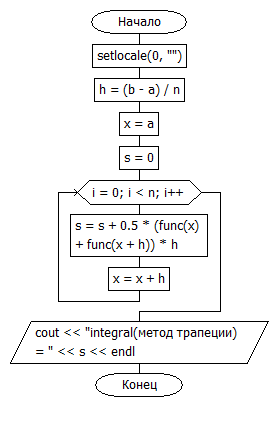 Начало
setlocale(0, "")
h = (b - a) / n
x = a
s = 0
i = 0; i < n; i++
s = s + 0.5 * (func(x)
+ func(x + h)) * h
x = x + h
cout << "integral(метод трапеции)
= " << s << endl
Конец